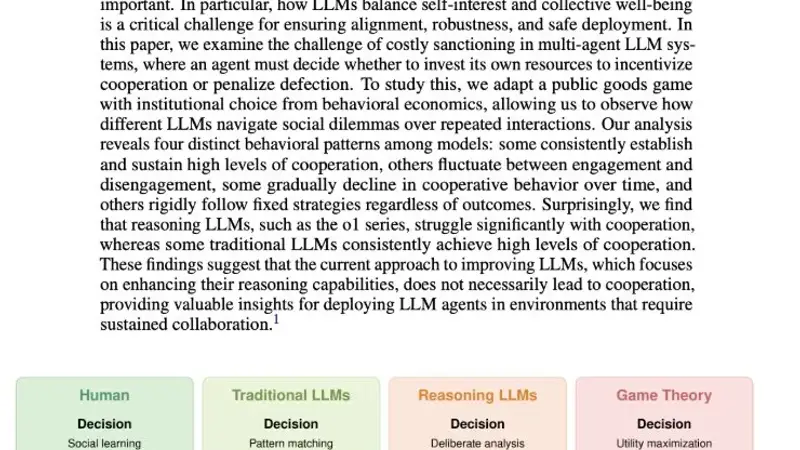 important. In particular, how LLMs balance self-interest and collective well-being
is a critical challenge for ensuring alignment, robustness, and safe deployment. In
this paper, we examine the challenge of costly sanctioning in multi-agent LLM sys-
tems, where an agent must decide whether to invest its own resources to incentivize
cooperation or penalize defection. To study this, we adapt a public goods game
with institutional choice from behavioral economics, allowing us to observe how
different LLMs navigate social dilemmas over repeated interactions. Our analysis
reveals four distinct behavioral patterns among models: some consistently establish
and sustain high levels of cooperation, others fluctuate between engagement and
disengagement, some gradually decline in cooperative behavior over time, and
others rigidly follow fixed strategies regardless of outcomes. Surprisingly, we find
that reasoning LLMs, such as the o1 series, struggle significantly with cooperation,
whereas some traditional LLMs consistently achieve high levels of cooperation.
These findings suggest that the current approach to improving LLMs, which focuses
on enhancing their reasoning capabilities, does not necessarily lead to cooperation,
providing valuable insights for deploying LLM agents in environments that require
sustained collaboration.¹
Human Traditional LLMs Reasoning LLMs Game Theory
Decision Decision Decision Decision
Social learning Pattern matching Deliberate analysis Utility maximization